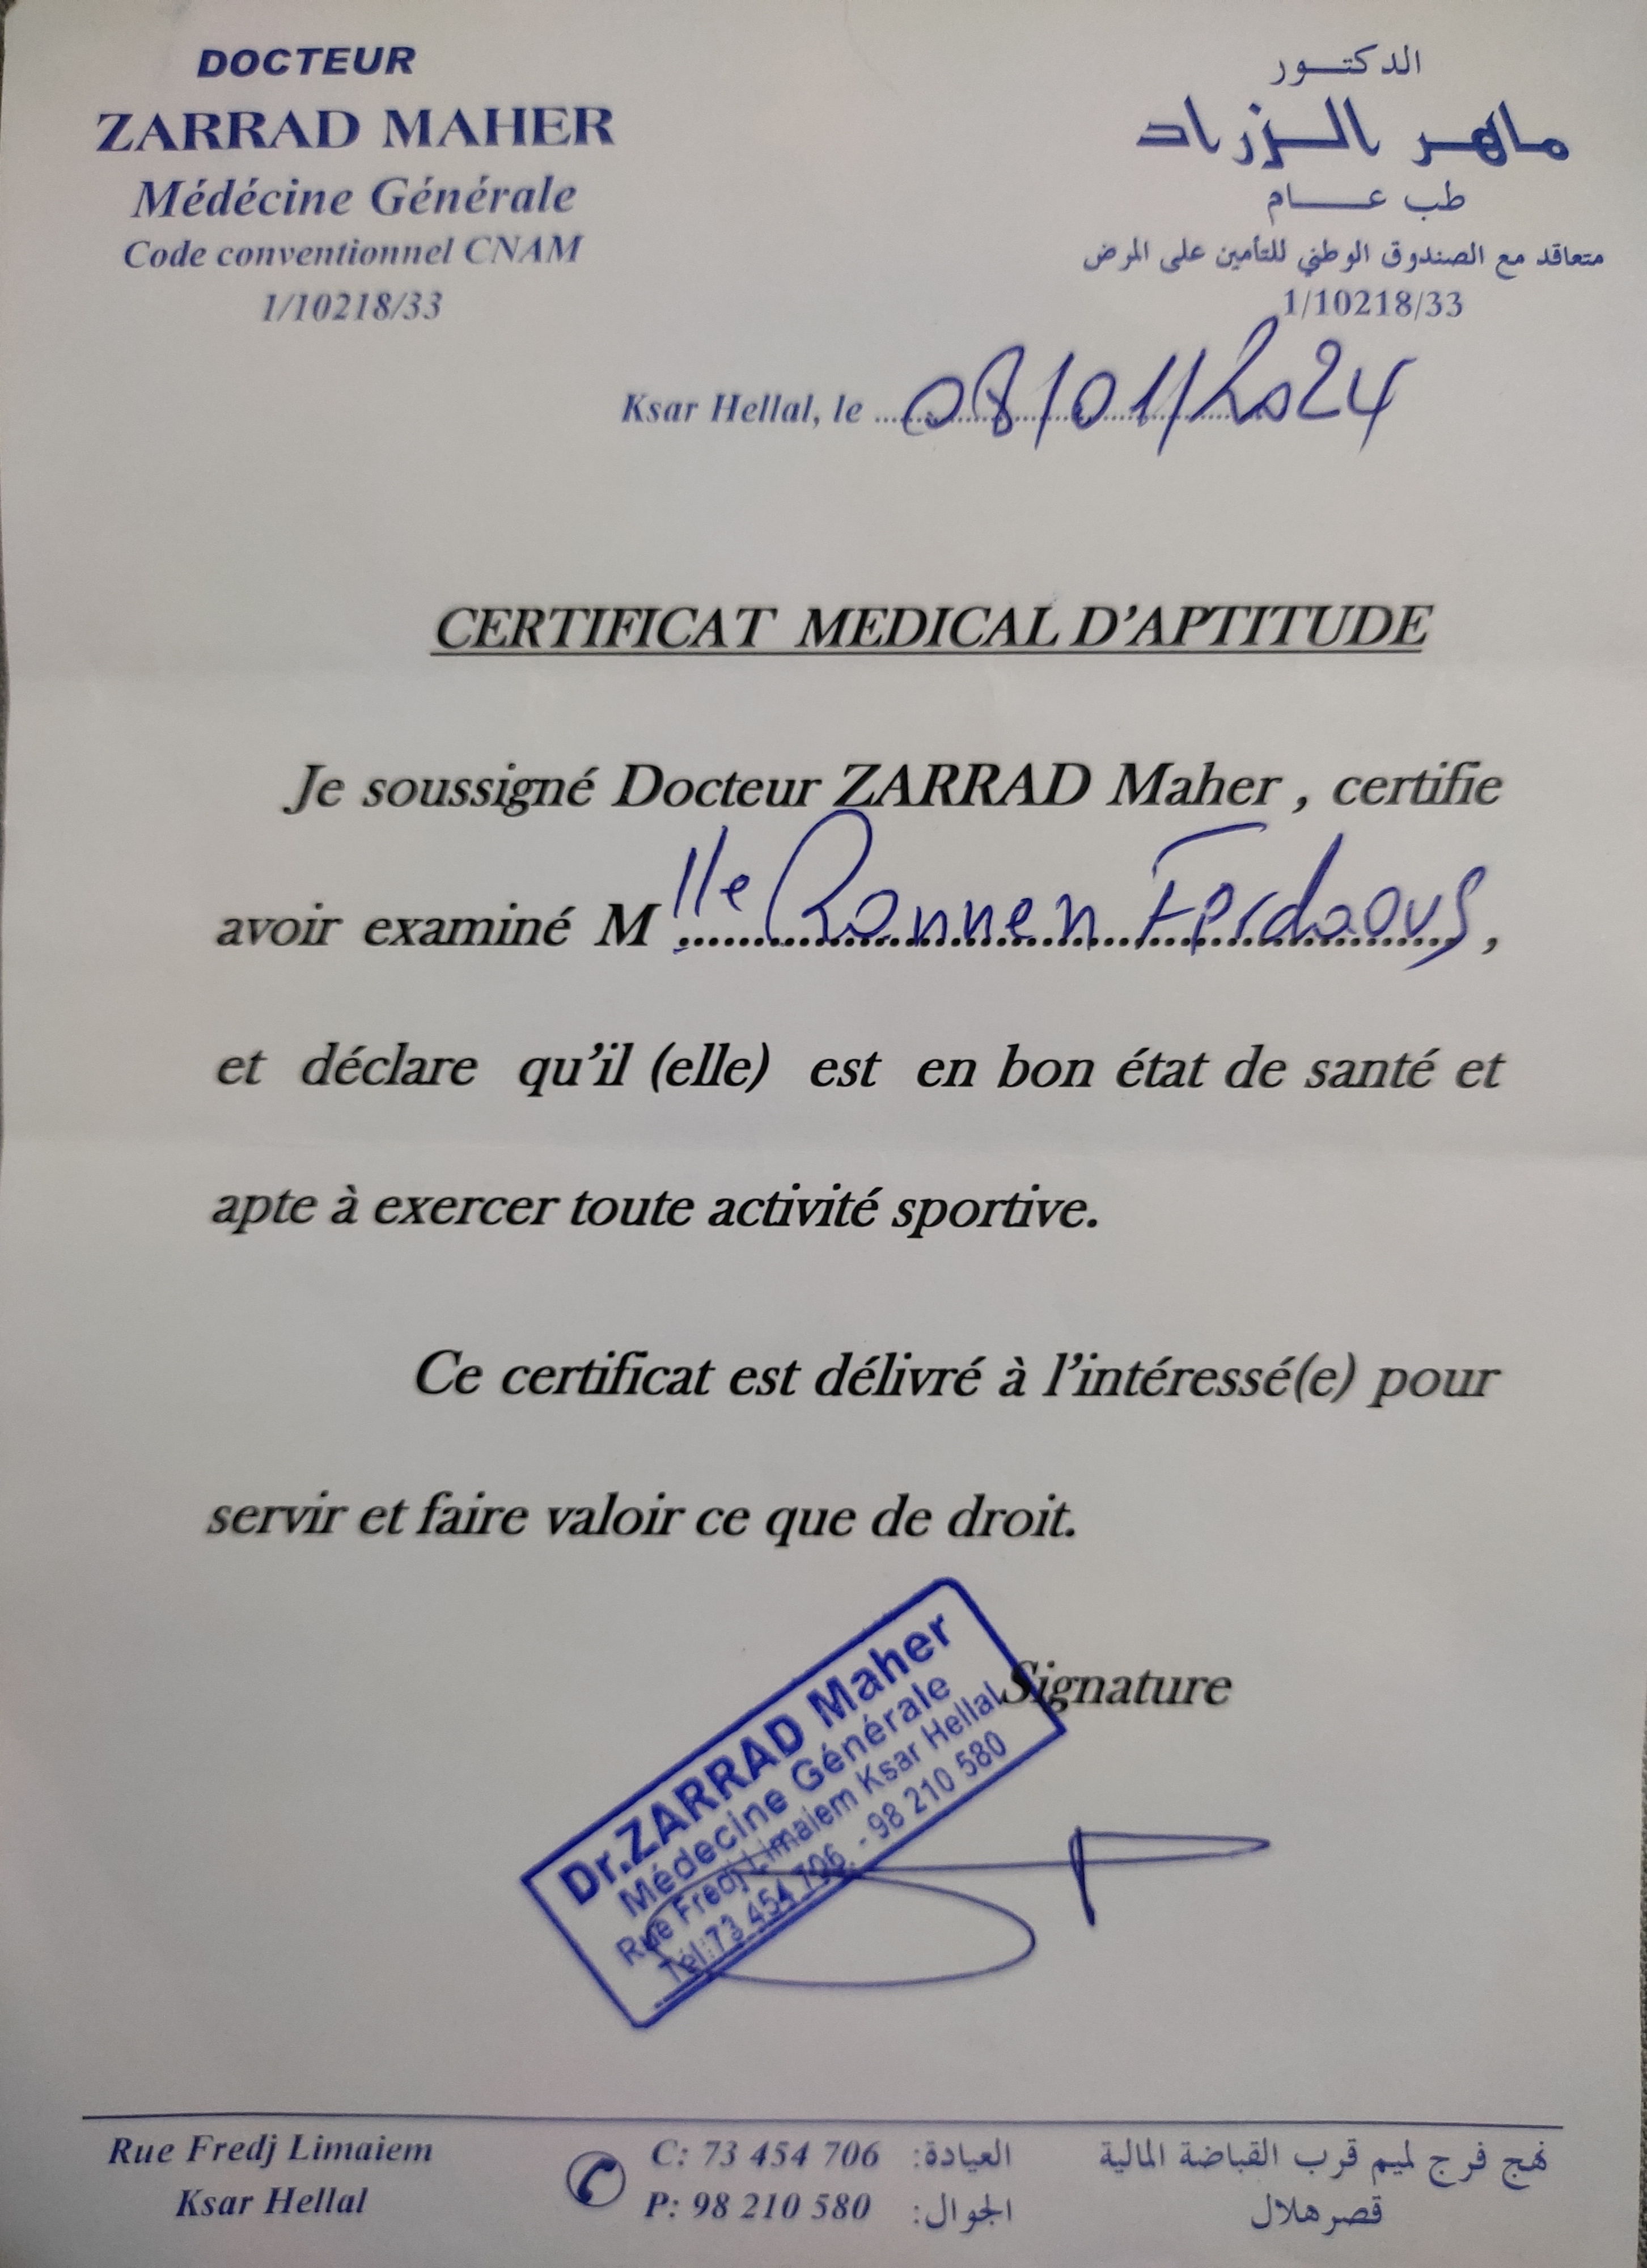 DOCTEUR
ZARRAD MAHER
Médécine Générale
Code conventionnel CNAM
1/10218/33
الدكتور
ماهر الزراد
طب عام
متعاقد مع الصندوق الوطني للتأمين على المرض
1/10218/33
Ksar Hellal, le 08/01/2024
CERTIFICAT MEDICAL D'APTITUDE
Je soussigné Docteur ZARRAD Maher , certifie
avoir examiné Mlle Ronnen Ferdaous ,
et déclare qu'il (elle) est en bon état de santé et
apte à exercer toute activité sportive.
Ce certificat est délivré à l'intéressé(e) pour
servir et faire valoir ce que de droit.
Signature
Dr.ZARRAD Maher
Médecine Générale
Rue Fredj Limaiem Ksar Hellal
Tél:73 454 706 - 98 210 580
Rue Fredj Limaiem
Ksar Hellal
C: 73 454 706 العيادة:
P: 98 210 580 الجوال:
نهج فرج لميم قرب القباضة المالية
قصرهلال